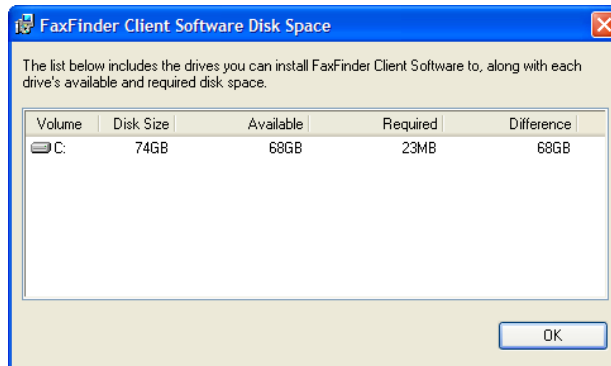 FaxFinder Client Software Disk Space
The list below includes the drives you can install FaxFinder Client Software to, along with each
drive's available and required disk space.
Volume Disk Size Available Required Difference
C: 74GB 68GB 23MB 68GB
OK